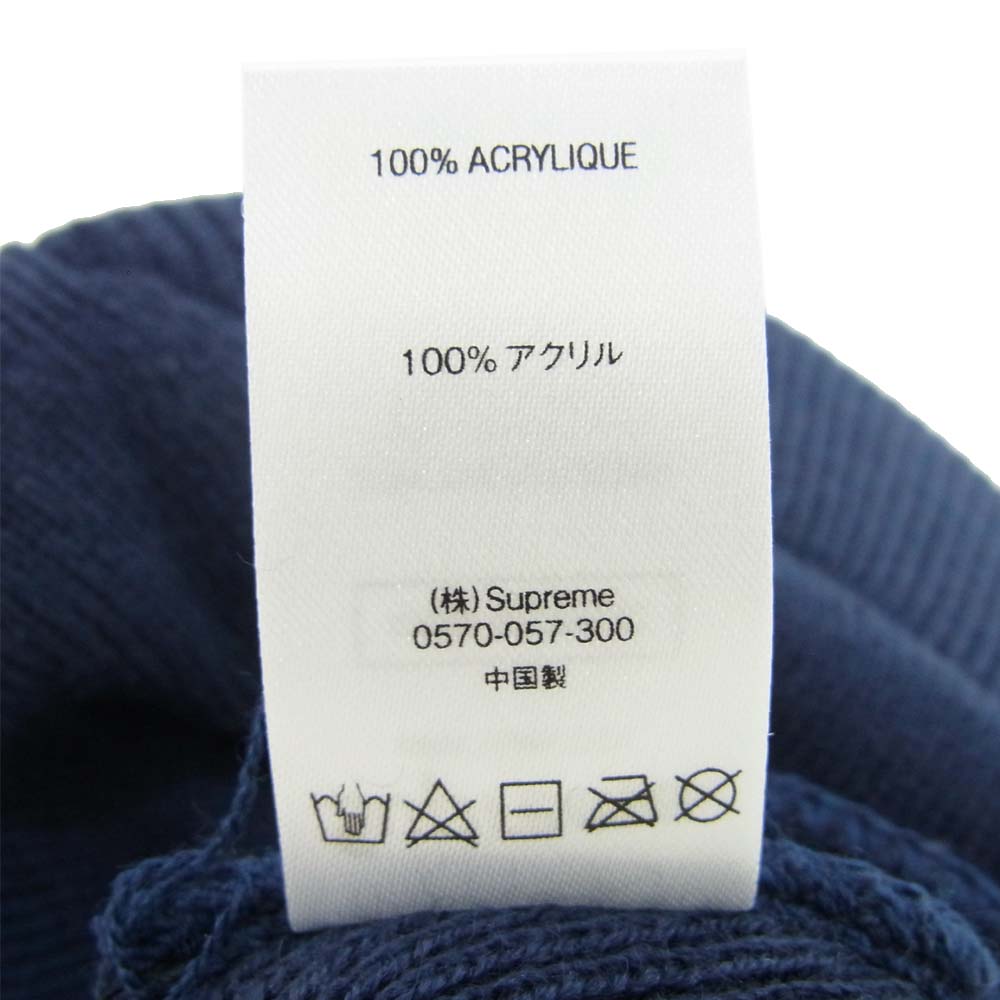 100% ACRYLIQUE
100% アクリル
(株) Supreme
0570-057-300
中国製